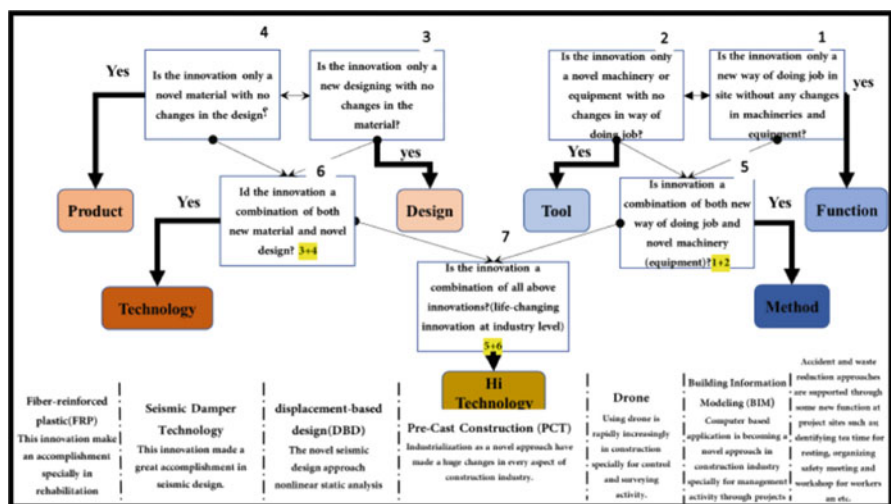 4
3
2
1
Yes
Is the innovation only a
novel material with no
changes in the design?
Is the innovation only a
new designing with no
changes in the
material?
Is the innovation only
a novel machinery or
equipment with no
changes in way of
doing job?
Is the innovation only a
new way of doing job in
site without any changes
in machineries and
equipment?
yes
yes
Yes
6
5
Product
Yes
Id the innovation a
combination of both
new material and novel
design? 3+4
Design
Tool
Is innovation a
combination of both new
way of doing job and
novel machinery
(equipment)?1+2
Yes
Function
7
Is the innovation a
combination of all above
innovations?(life-changing
innovation at industry level)
5+6
Technology
Method
Hi
Technology
Fiber-reinforced
plastic(FRP)
This innovation make
an accomplishment
specially in
rehabilitation
Seismic Damper
Technology
This innovation made a
great accomplishment in
seismic design.
displacement-based
design(DBD)
The novel seismic
design approach
nonlinear static analysis
Pre-Cast Construction (PCT)
Industrialization as a novel approach have
made a huge changes in every aspect of
construction industry.
Drone
Using drone is
rapidly increasingly in
construction specially
for control and
surveying activity.
Building Information
Modeling (BIM)
Computer based
application is becoming a
novel approach in
construction industry
specially for management
activity through projects
Accident and waste
reduction approaches
are supported through
some new function at
project sites such an
identifying tea time for
resting, organizing
safety meeting and
workshop for workers
an etc.